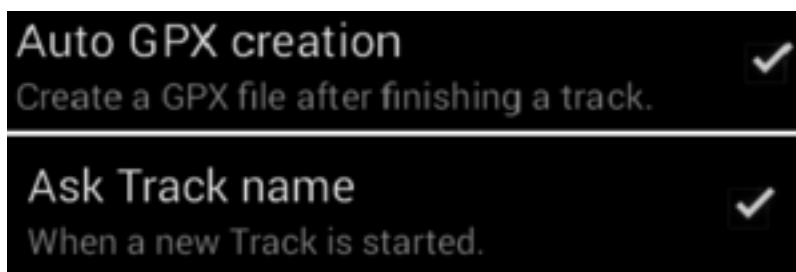 Auto GPX creation
Create a GPX file after finishing a track.
Ask Track name
When a new Track is started.